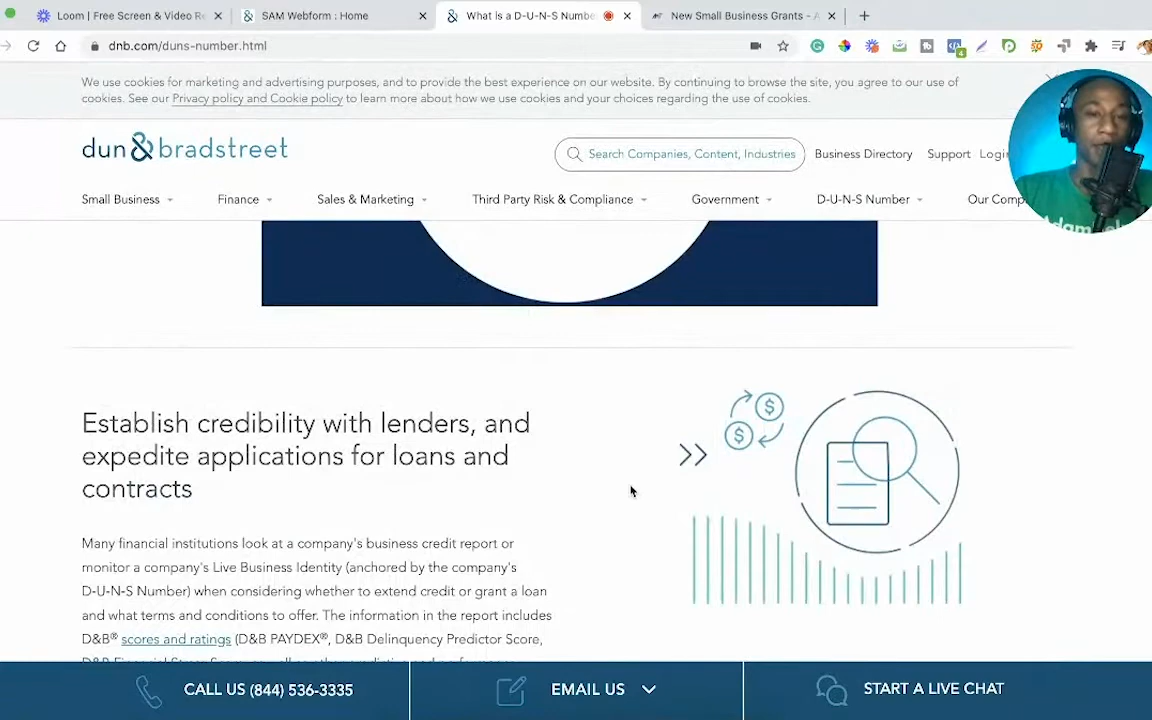 Loom | Free Screen & Video Re
SAM Webform : Home
What is a D-U-N-S Numbe
New Small Business Grants - A
dnb.com/duns-number.html
4
We use cookies for marketing and advertising purposes, and to provide the best experience on our website. By continuing to browse the site, you agree to our use of
cookies. See our Privacy policy and Cookie policy to learn more about how we use cookies and your choices regarding the use of cookies.
dun & bradstreet
Search Companies, Content, Industries
Business Directory
Support
Login
Small Business
Finance
Sales & Marketing
Third Party Risk & Compliance
Government
D-U-N-S Number
Our Comp
Establish credibility with lenders, and
expedite applications for loans and
contracts
Many financial institutions look at a company's business credit report or
monitor a company's Live Business Identity (anchored by the company's
D-U-N-S Number) when considering whether to extend credit or grant a loan
and what terms and conditions to offer. The information in the report includes
D&B® scores and ratings (D&B PAYDEX®, D&B Delinquency Predictor Score,
CALL US (844) 536-3335
EMAIL US
START A LIVE CHAT